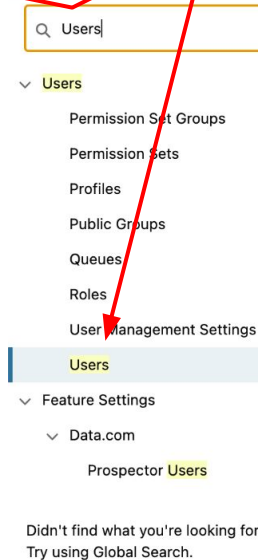 Users
Users
Permission Set Groups
Permission Sets
Profiles
Public Groups
Queues
Roles
User Management Settings
Users
Feature Settings
Data.com
Prospector Users
Didn't find what you're looking for
Try using Global Search.